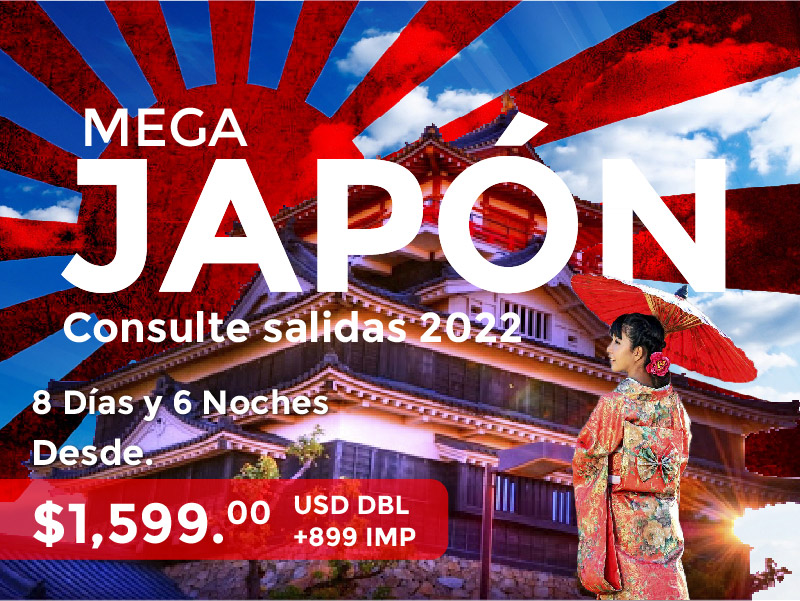 MEGA
JAPÓN
Consulte salidas 2022
8 Días y 6 Noches
Desde.
$1,599.00 USD DBL
+899 IMP